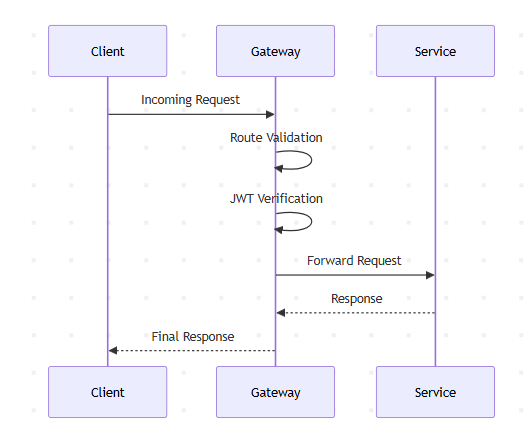 Client
Gateway
Service
Incoming Request
Route Validation
JWT Verification
Forward Request
Response
Final Response
Client
Gateway
Service